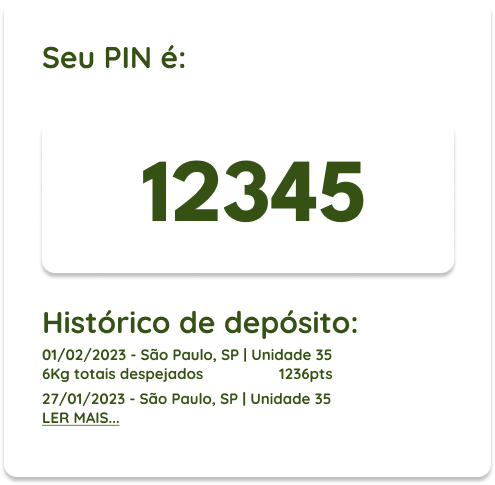 Seu PIN é:
12345
Histórico de depósito:
01/02/2023 - São Paulo, SP | Unidade 35
6Kg totais despejados 1236pts
27/01/2023 - São Paulo, SP | Unidade 35
LER MAIS...